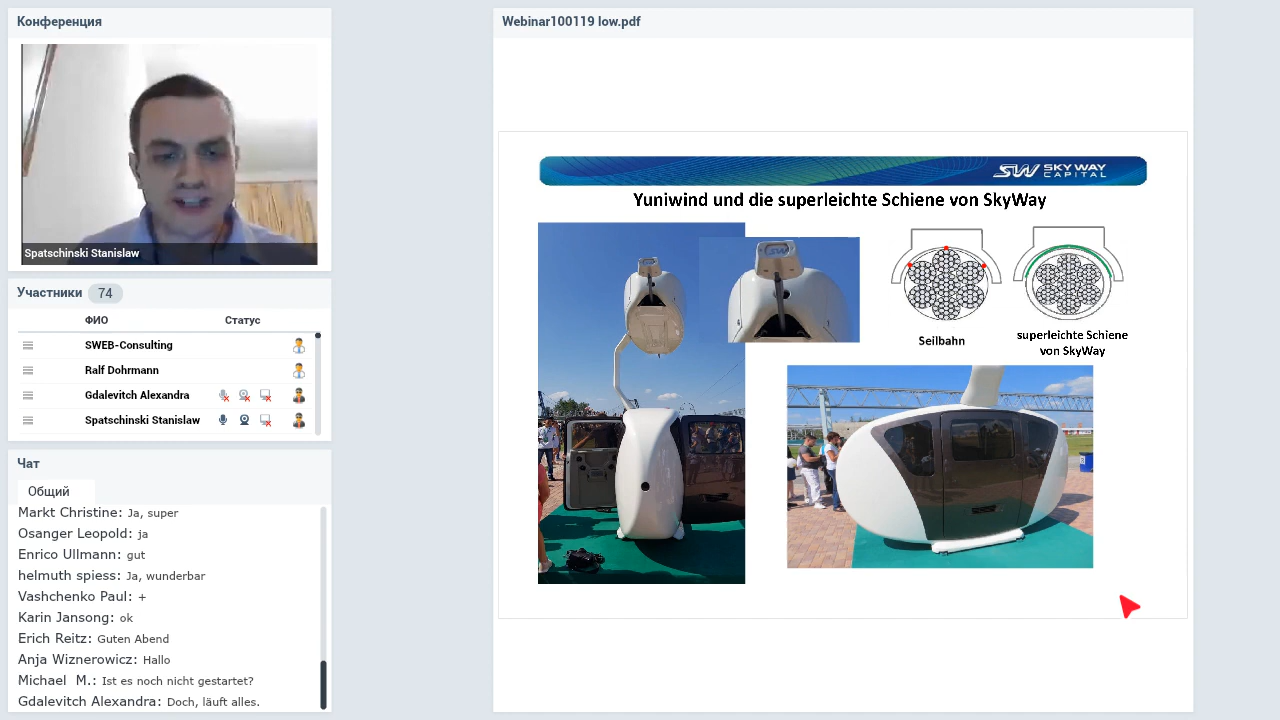 Конференция
Spatschinski Stanislaw
Участники 74
ФИО Статус
SWEB-Consulting
Ralf Dohrmann
Gdalevitch Alexandra
Spatschinski Stanislaw
Чат
Общий
Markt Christine: Ja, super
Osanger Leopold: ja
Enrico Ullmann: gut
helmuth spiess: Ja, wunderbar
Vashchenko Paul: +
Karin Jansong: ok
Erich Reitz: Guten Abend
Anja Wiznerowicz: Hallo
Michael M.: Ist es noch nicht gestartet?
Gdalevitch Alexandra: Doch, läuft alles.
Webinar100119 low.pdf
SW SKY WAY
CAPITAL
Yuniwind und die superleichte Schiene von SkyWay
Seilbahn
superleichte Schiene
von SkyWay